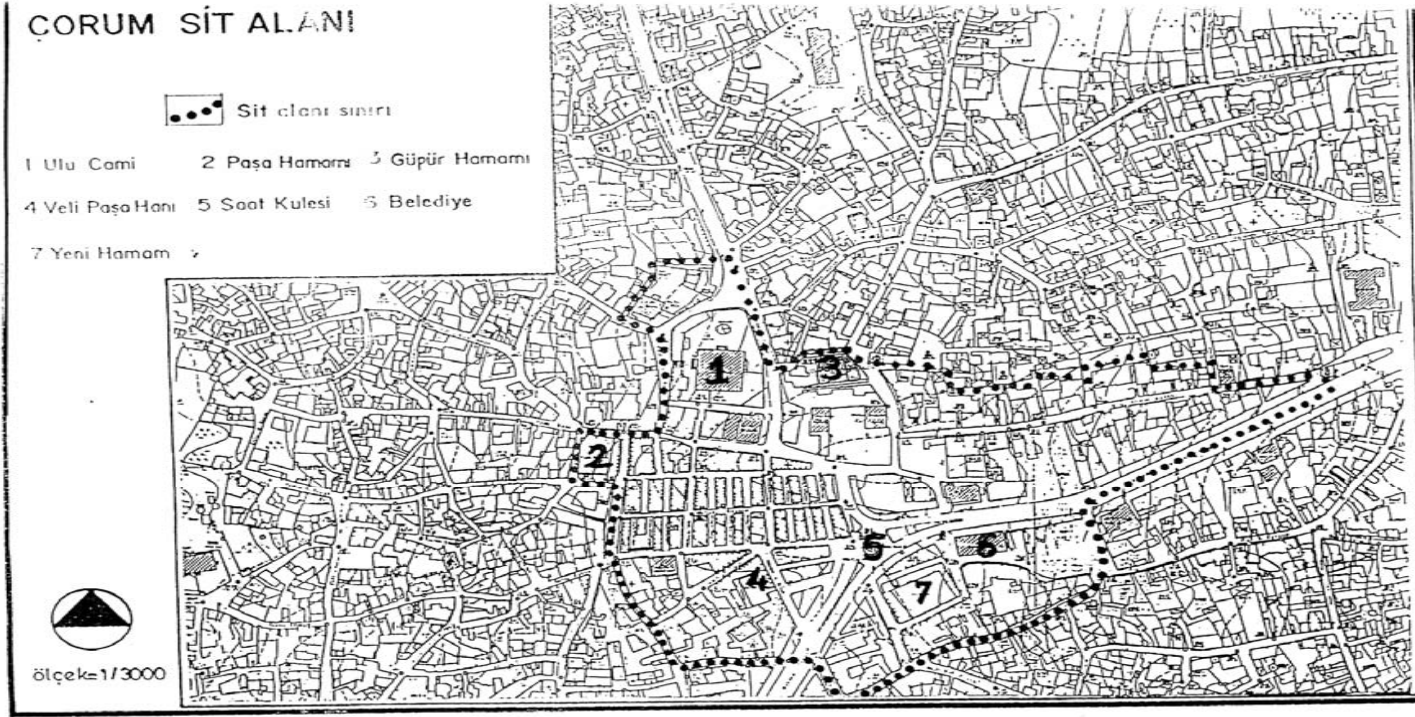 ÇORUM SİT ALANI
Sit alanı sınırı
1 Ulu Cami 2 Paşa Hamamı 3 Güpür Hamamı
4 Veli Paşa Hanı 5 Saat Kulesi 6 Belediye
7 Yeni Hamam
1
3
2
5
6
4
7
ölçek=1/3000